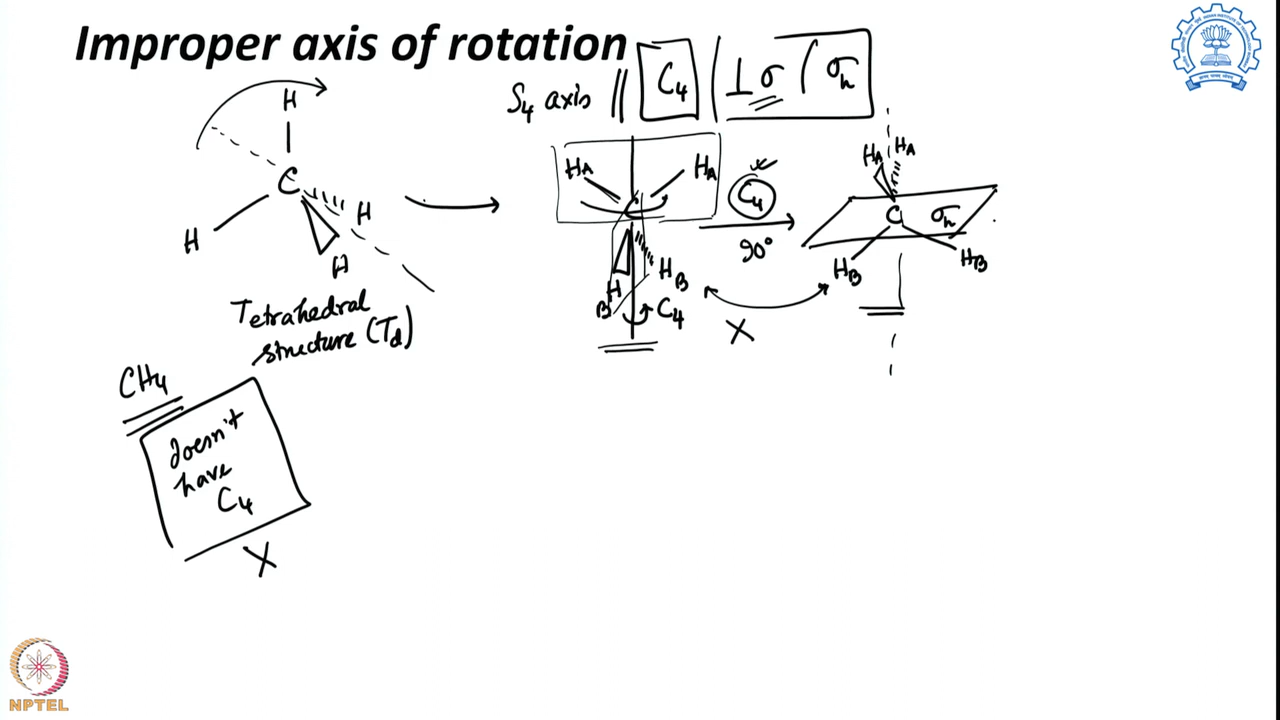 Improper axis of rotation
S4 axis || C4 | ⊥ σ / σh
H
C
H
H
H
Tetrahedral
structure (Td)
HA
HA
C
HB
H
B
C4
C4
90°
X
HA
HA
C
σh
HB
HB
CH4
doesn't
have
C4
X
NPTEL